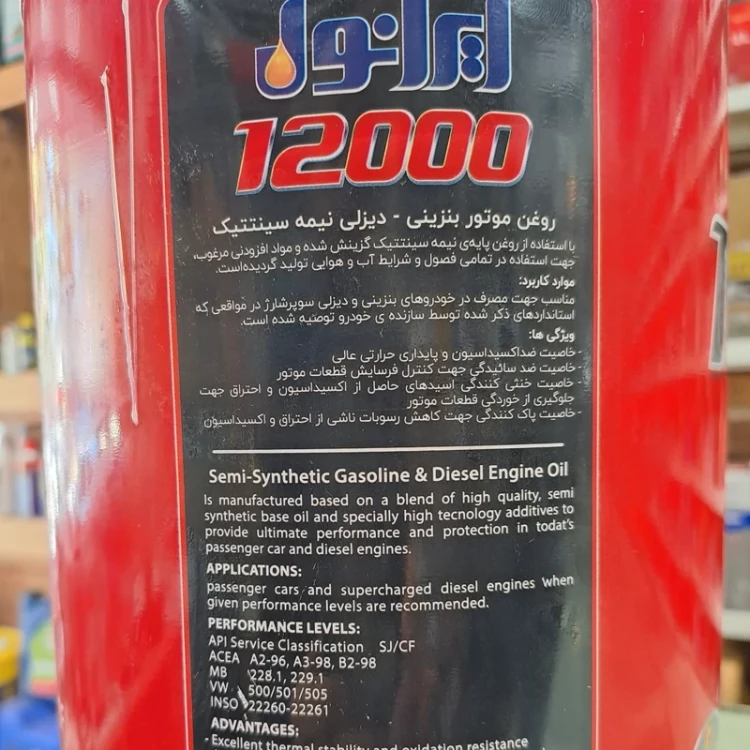 ایرانول
12000
روغن موتور بنزینی - دیزلی نیمه سینتتیک
با استفاده از روغن پایه‌ی نیمه سینتتیک گزینش شده و مواد افزودنی مرغوب،
جهت استفاده در تمامی فصول و شرایط آب و هوایی تولید گردیده‌است.
موارد کاربرد:
مناسب جهت مصرف در خودروهای بنزینی و دیزلی سوپرشارژ در مواقعی که
استانداردهای ذکر شده توسط سازنده ی خودرو توصیه شده است.
ویژگی ها:
-خاصیت ضداکسیداسیون و پایداری حرارتی عالی
-خاصیت ضد سائیدگی جهت کنترل فرسایش قطعات موتور
-خاصیت خنثی کنندگی اسیدهای حاصل از اکسیداسیون و احتراق جهت
جلوگیری از خوردگی قطعات موتور
-خاصیت پاک کنندگی جهت کاهش رسوبات ناشی از احتراق و اکسیداسیون
Semi-Synthetic Gasoline & Diesel Engine Oil
Is manufactured based on a blend of high quality, semi
synthetic base oil and specially high tecnology additives to
provide ultimate performance and protection in todat's
passenger car and diesel engines.
APPLICATIONS:
passenger cars and supercharged diesel engines when
given performance levels are recommended.
PERFORMANCE LEVELS:
API Service Classification SJ/CF
ACEA A2-96, A3-98, B2-98
MB 228.1, 229.1
VW 500/501/505
INSO 22260-22261
ADVANTAGES:
- Excellent thermal stability and oxidation resistance